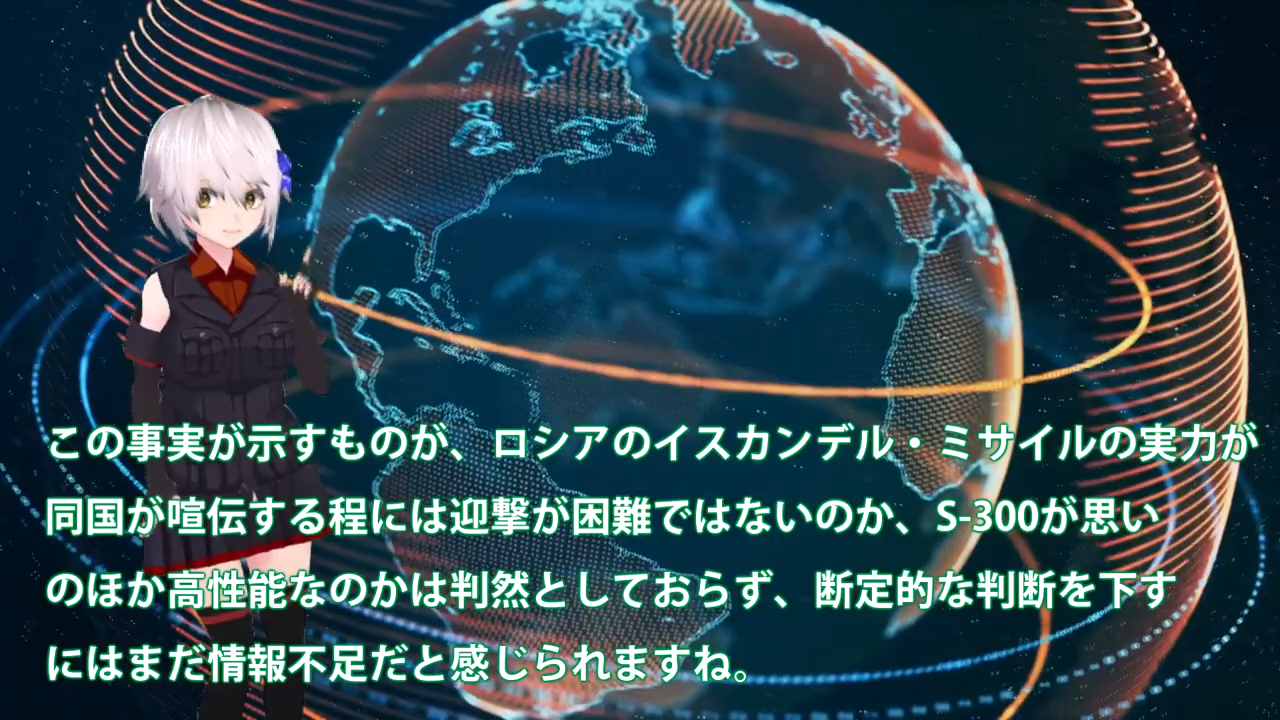 この事実が示すものが、ロシアのイスカンデル・ミサイルの実力が
同国が喧伝する程には迎撃が困難ではないのか、S-300が思い
のほか高性能なのかは判然としておらず、断定的な判断を下す
にはまだ情報不足だと感じられますね。